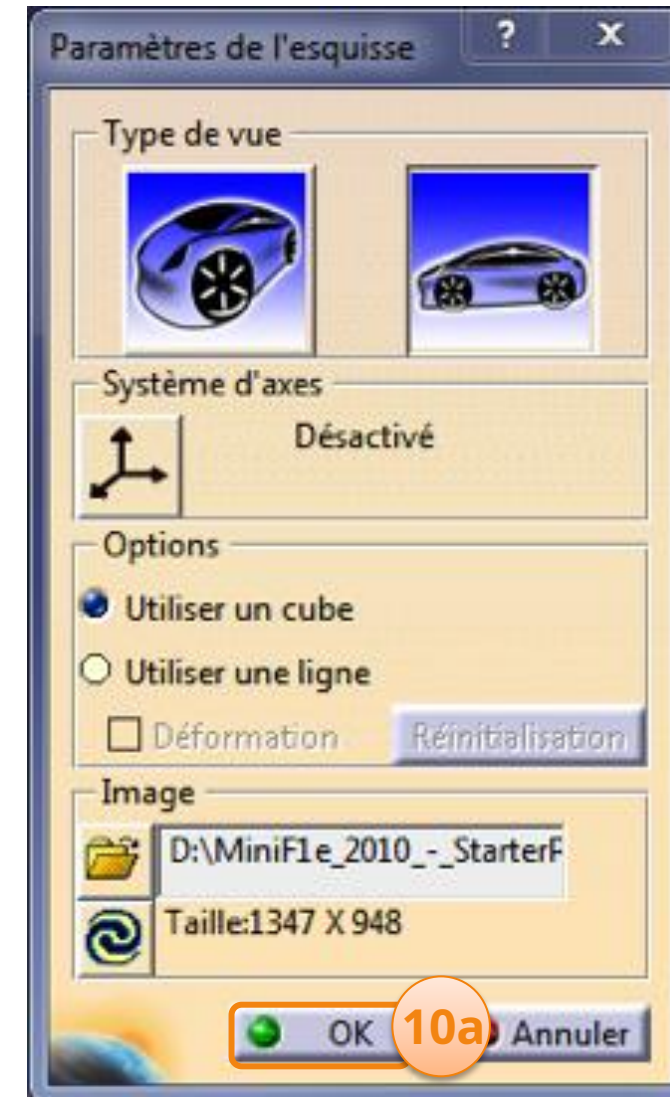 Paramètres de l'esquisse ? X
Type de vue
Système d'axes
Désactivé
Options
Utiliser un cube
Utiliser une ligne
Déformation Réinitialisation
Image
D:\MiniF1e_2010_-_Starter
Taille:1347 X 948
OK 10a Annuler